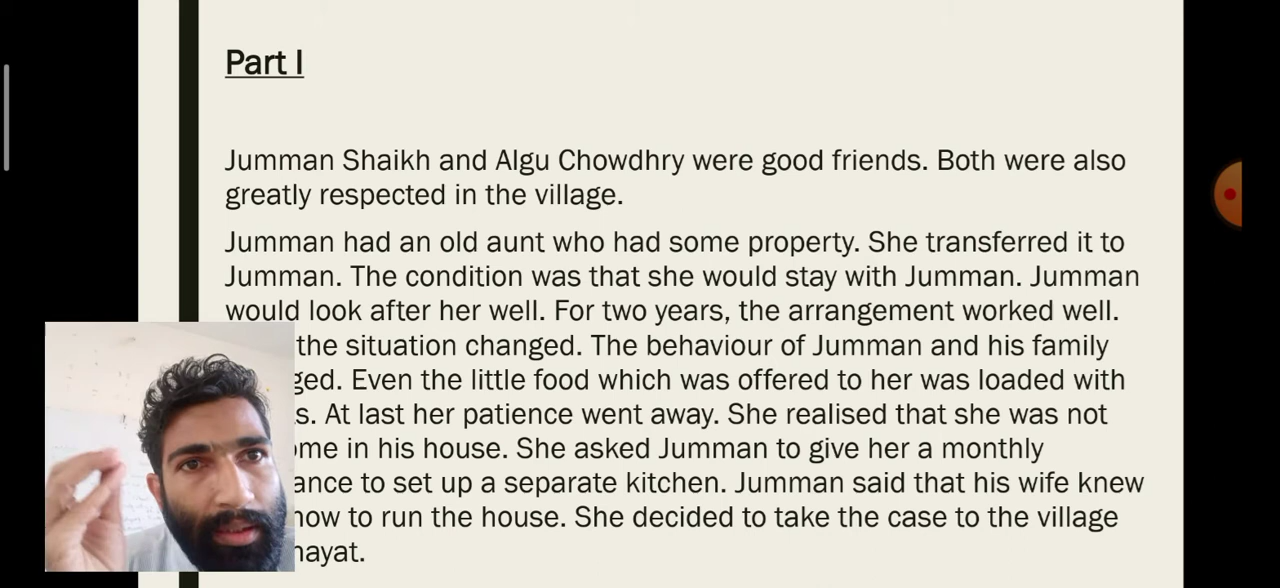 Part I
Jumman Shaikh and Algu Chowdhry were good friends. Both were also
greatly respected in the village.
Jumman had an old aunt who had some property. She transferred it to
Jumman. The condition was that she would stay with Jumman. Jumman
would look after her well. For two years, the arrangement worked well.
the situation changed. The behaviour of Jumman and his family
Even the little food which was offered to her was loaded with
At last her patience went away. She realised that she was not
in his house. She asked Jumman to give her a monthly
to set up a separate kitchen. Jumman said that his wife knew
how to run the house. She decided to take the case to the village